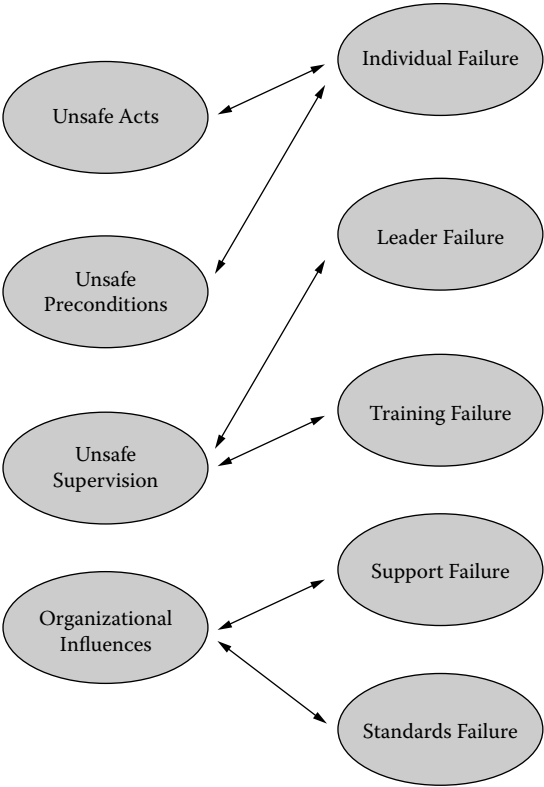 Individual Failure
Unsafe Acts
Leader Failure
Unsafe
Preconditions
Training Failure
Unsafe
Supervision
Support Failure
Organizational
Influences
Standards Failure